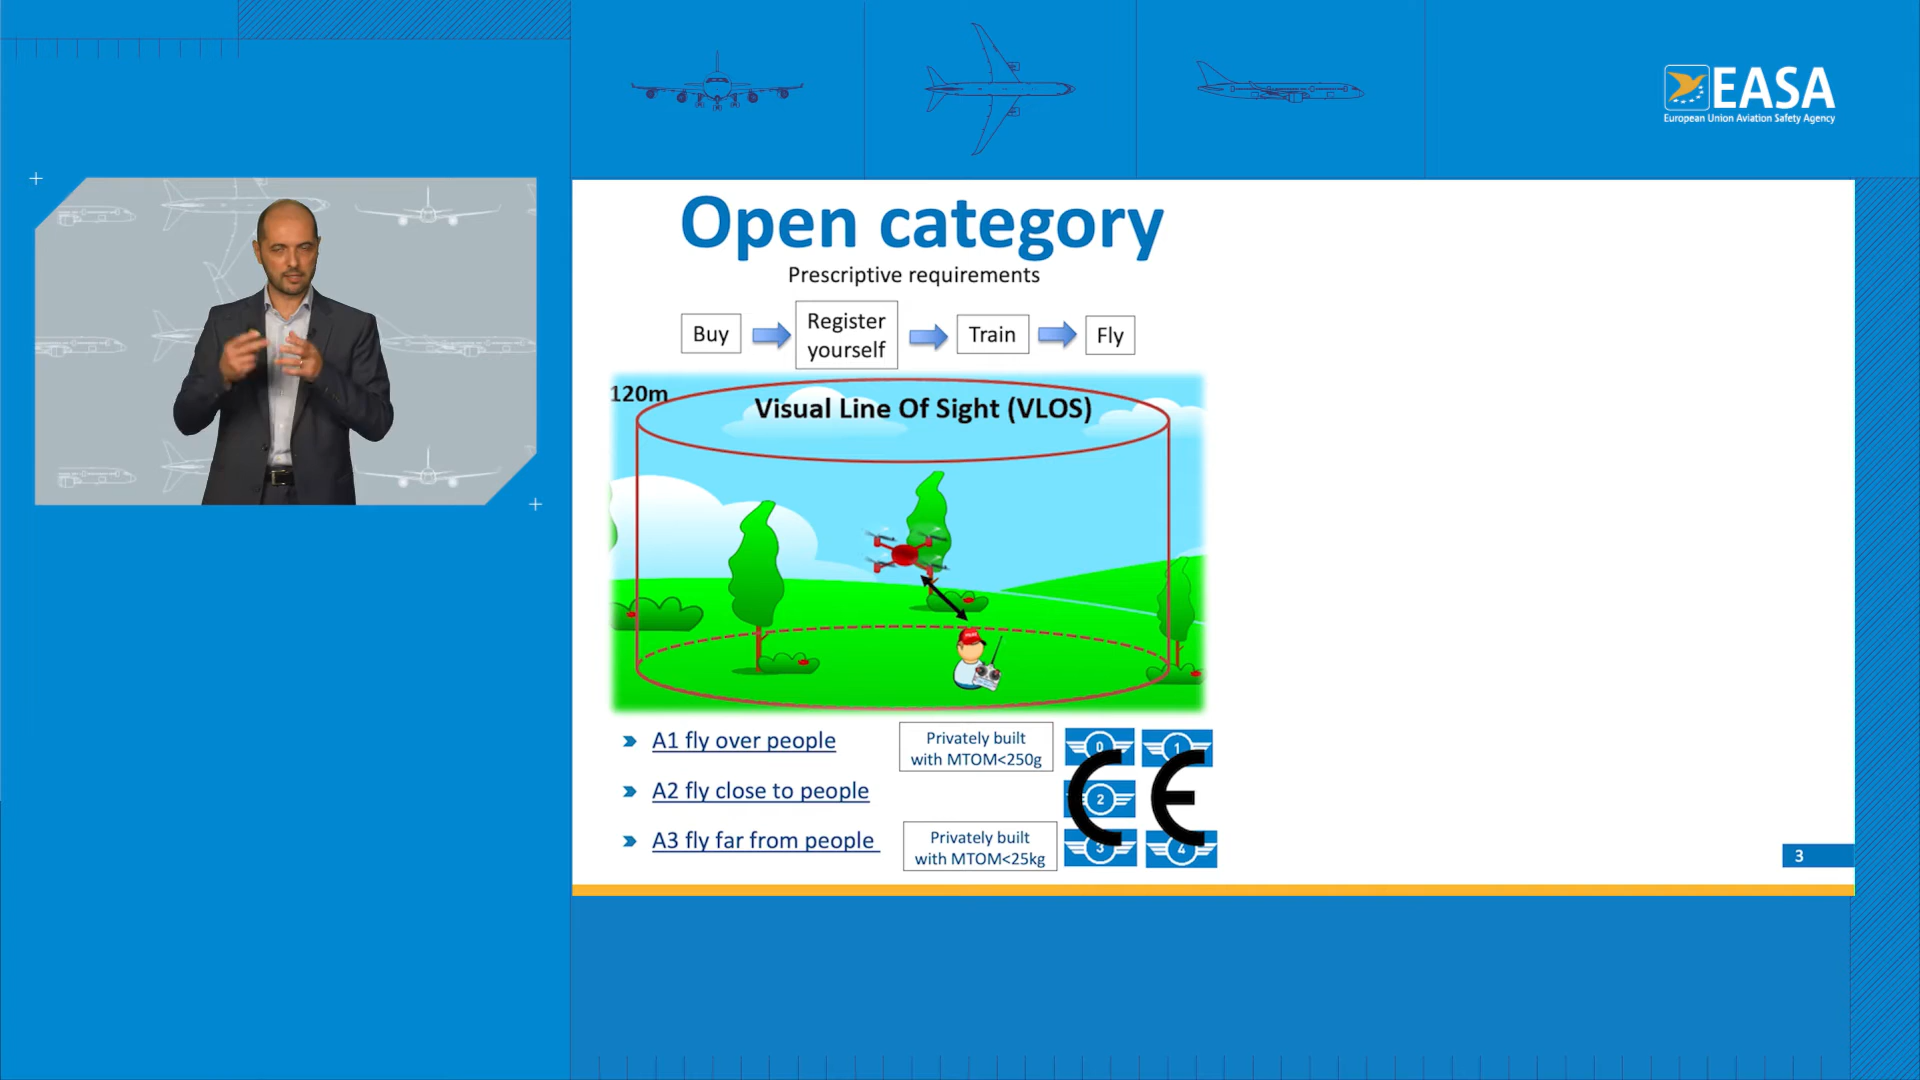 EASA
European Union Aviation Safety Agency
Open category
Prescriptive requirements
Buy
Register
yourself
Train
Fly
120m
Visual Line Of Sight (VLOS)
A1 fly over people
Privately built
with MTOM<250g
0
1
A2 fly close to people
2
CE
A3 fly far from people
Privately built
with MTOM<25kg
3
4
3